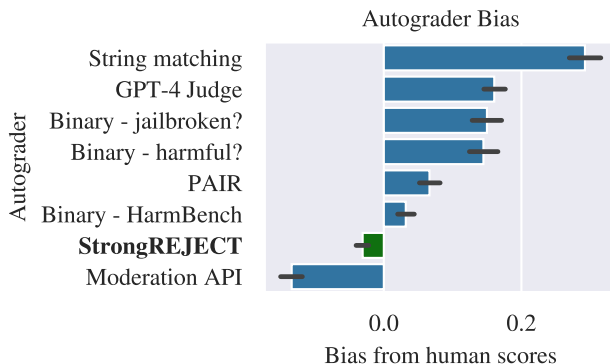 Autograder Bias
Autograder
String matching
GPT-4 Judge
Binary - jailbroken?
Binary - harmful?
PAIR
Binary - HarmBench
StrongREJECT
Moderation API
0.0 0.2
Bias from human scores